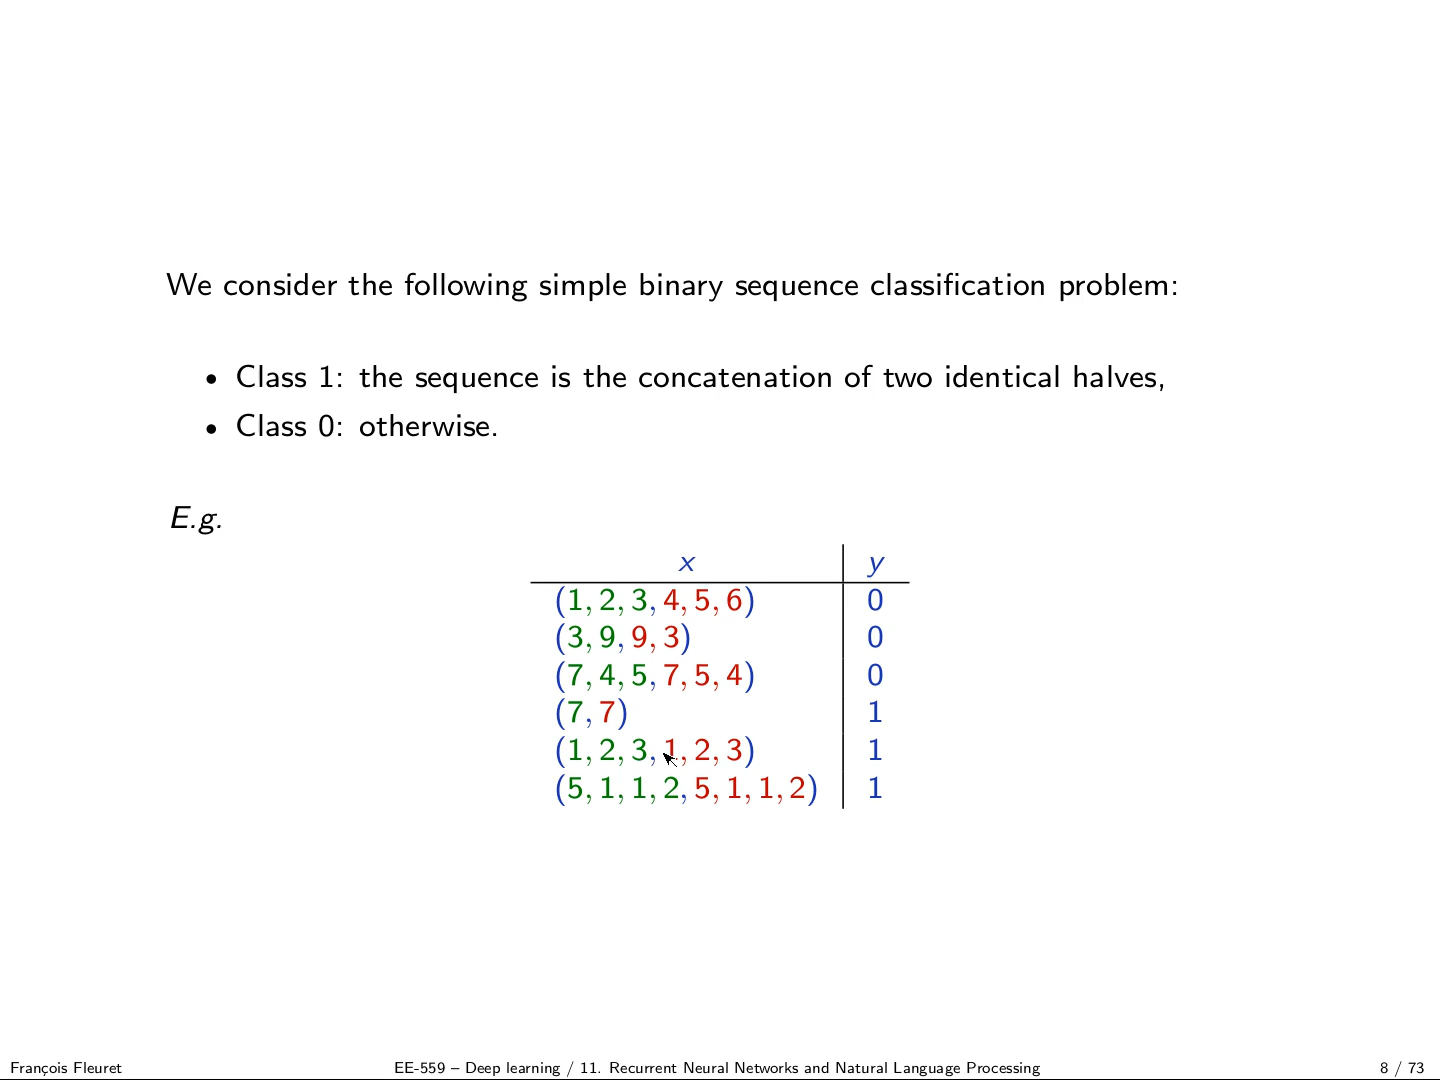 We consider the following simple binary sequence classification problem:
• Class 1: the sequence is the concatenation of two identical halves,
• Class 0: otherwise.
E.g.
x y
(1, 2, 3, 4, 5, 6) 0
(3, 9, 9, 3) 0
(7, 4, 5, 7, 5, 4) 0
(7, 7) 1
(1, 2, 3, 1, 2, 3) 1
(5, 1, 1, 2, 5, 1, 1, 2) 1
François Fleuret EE-559 – Deep learning / 11. Recurrent Neural Networks and Natural Language Processing 8 / 73